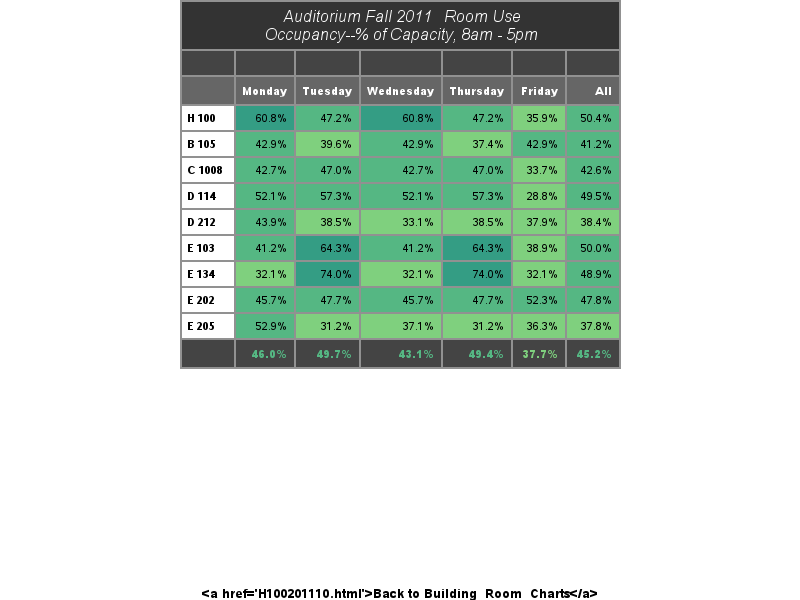 Auditorium Fall 2011 Room Use
Occupancy--% of Capacity, 8am - 5pm
Monday Tuesday Wednesday Thursday Friday All
H 100 60.8% 47.2% 60.8% 47.2% 35.9% 50.4%
B 105 42.9% 39.6% 42.9% 37.4% 42.9% 41.2%
C 1008 42.7% 47.0% 42.7% 47.0% 33.7% 42.6%
D 114 52.1% 57.3% 52.1% 57.3% 28.8% 49.5%
D 212 43.9% 38.5% 33.1% 38.5% 37.9% 38.4%
E 103 41.2% 64.3% 41.2% 64.3% 38.9% 50.0%
E 134 32.1% 74.0% 32.1% 74.0% 32.1% 48.9%
E 202 45.7% 47.7% 45.7% 47.7% 52.3% 47.8%
E 205 52.9% 31.2% 37.1% 31.2% 36.3% 37.8%
46.0% 49.7% 43.1% 49.4% 37.7% 45.2%
<a href='H100201110.html'>Back to Building Room Charts</a>